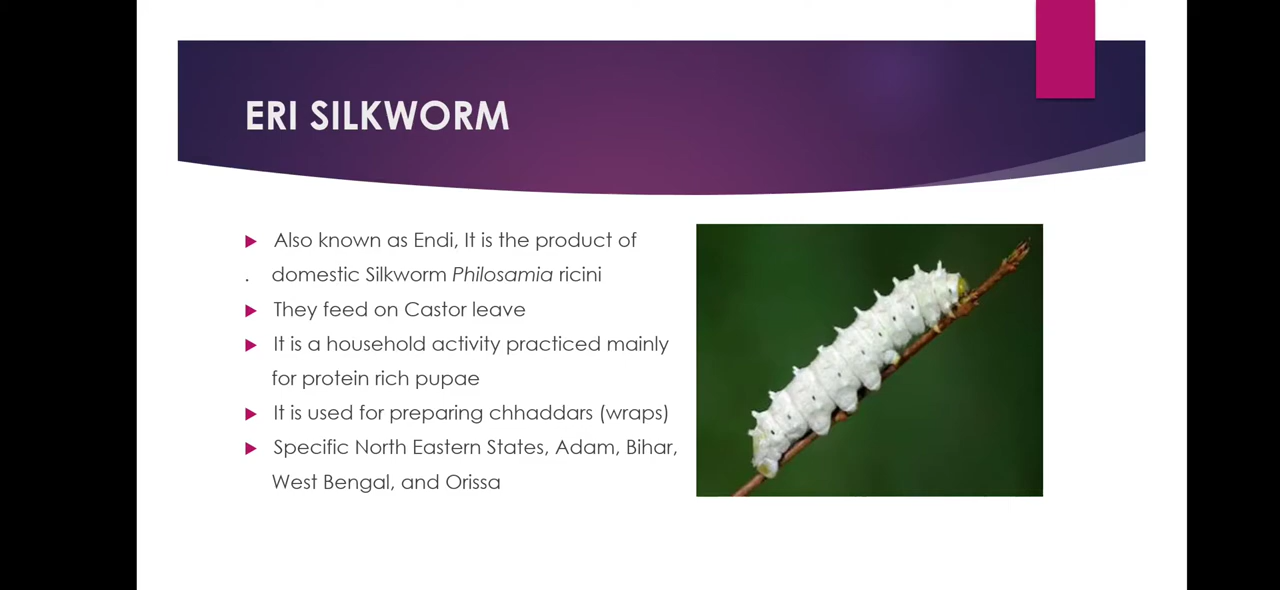 ERI SILKWORM
Also known as Endi, It is the product of
. domestic Silkworm Philosamia ricini
They feed on Castor leave
It is a household activity practiced mainly
for protein rich pupae
It is used for preparing chhaddars (wraps)
Specific North Eastern States, Adam, Bihar,
West Bengal, and Orissa